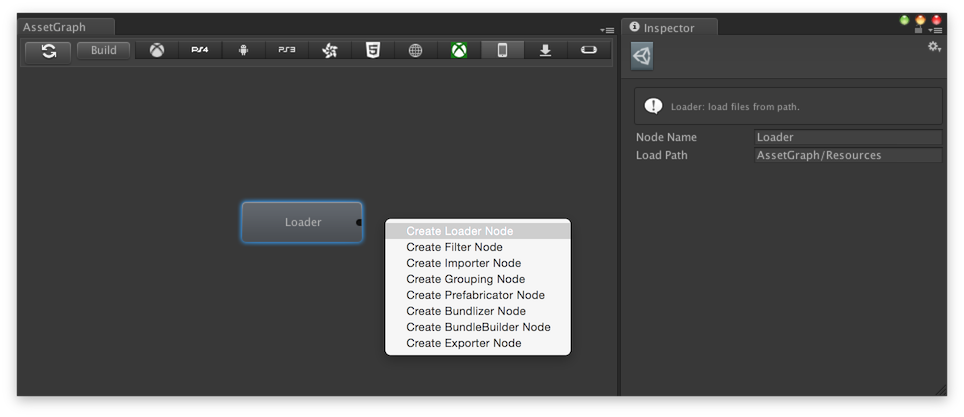 AssetGraph
Build
PS4
PS3
Loader
Create Loader Node
Create Filter Node
Create Importer Node
Create Grouping Node
Create Prefabricator Node
Create Bundlizer Node
Create BundleBuilder Node
Create Exporter Node
Inspector
Loader: load files from path.
Node Name Loader
Load Path AssetGraph/Resources